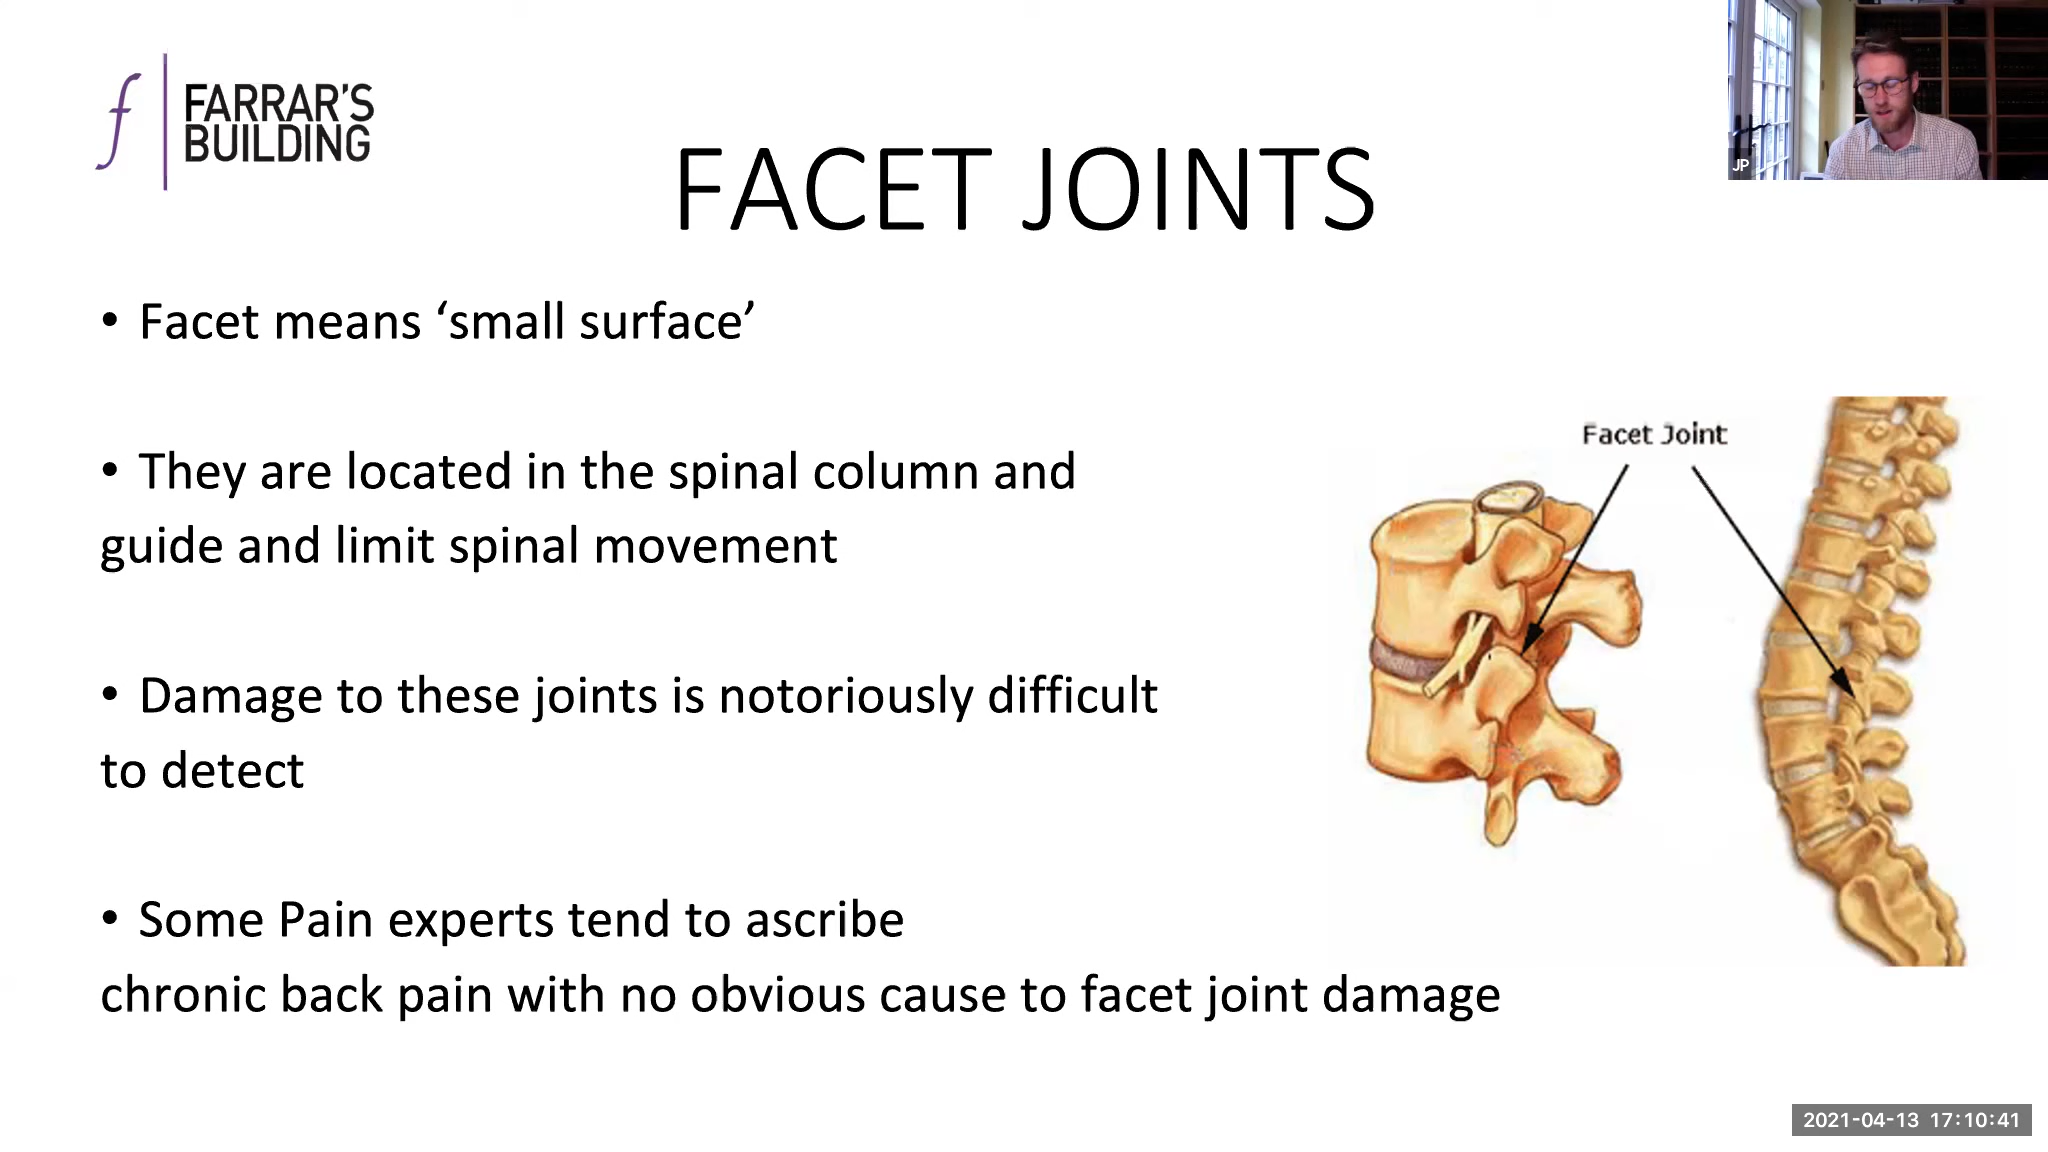 f
FARRAR'S
BUILDING
JP
FACET JOINTS
• Facet means ‘small surface’
• They are located in the spinal column and
guide and limit spinal movement
• Damage to these joints is notoriously difficult
to detect
• Some Pain experts tend to ascribe
chronic back pain with no obvious cause to facet joint damage
Facet Joint
2021-04-13 17:10:41